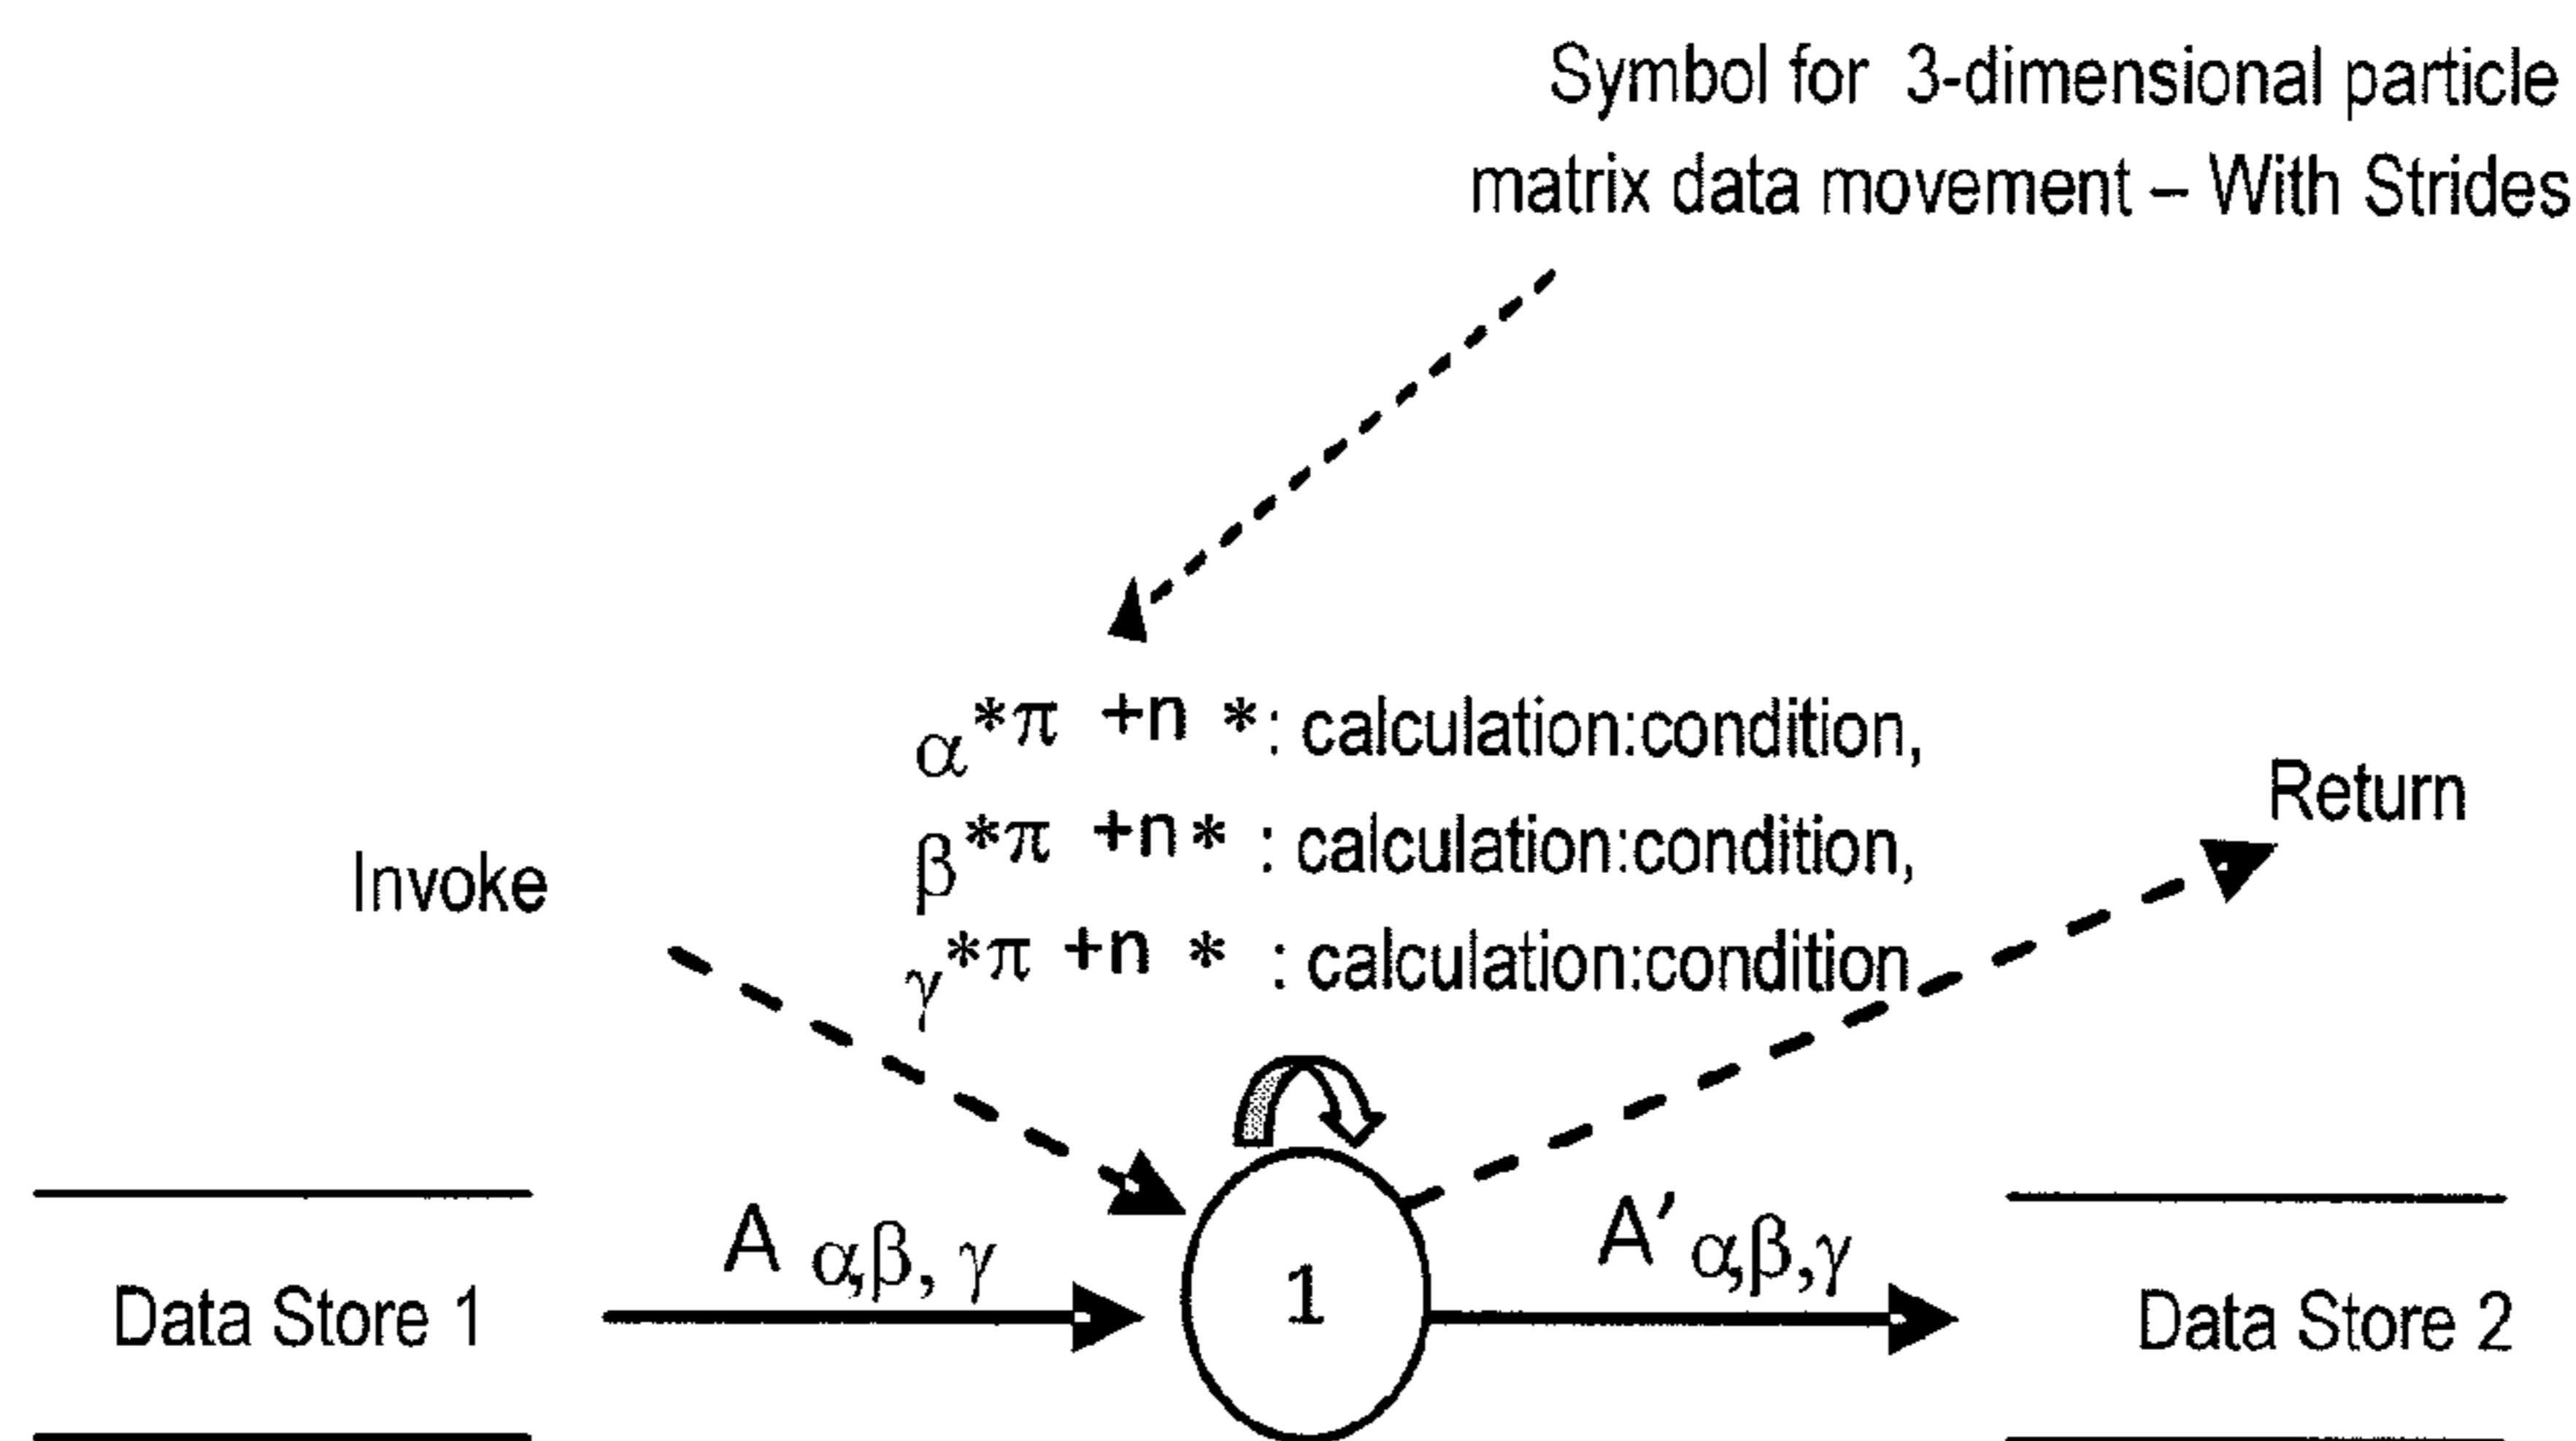 Symbol for 3-dimensional particle
matrix data movement – With Strides
α*π +n *: calculation:condition,
β*π +n* : calculation:condition,
γ*π +n * : calculation:condition
Invoke
Return
A α,β, γ
A' α,β,γ
Data Store 1
1
Data Store 2